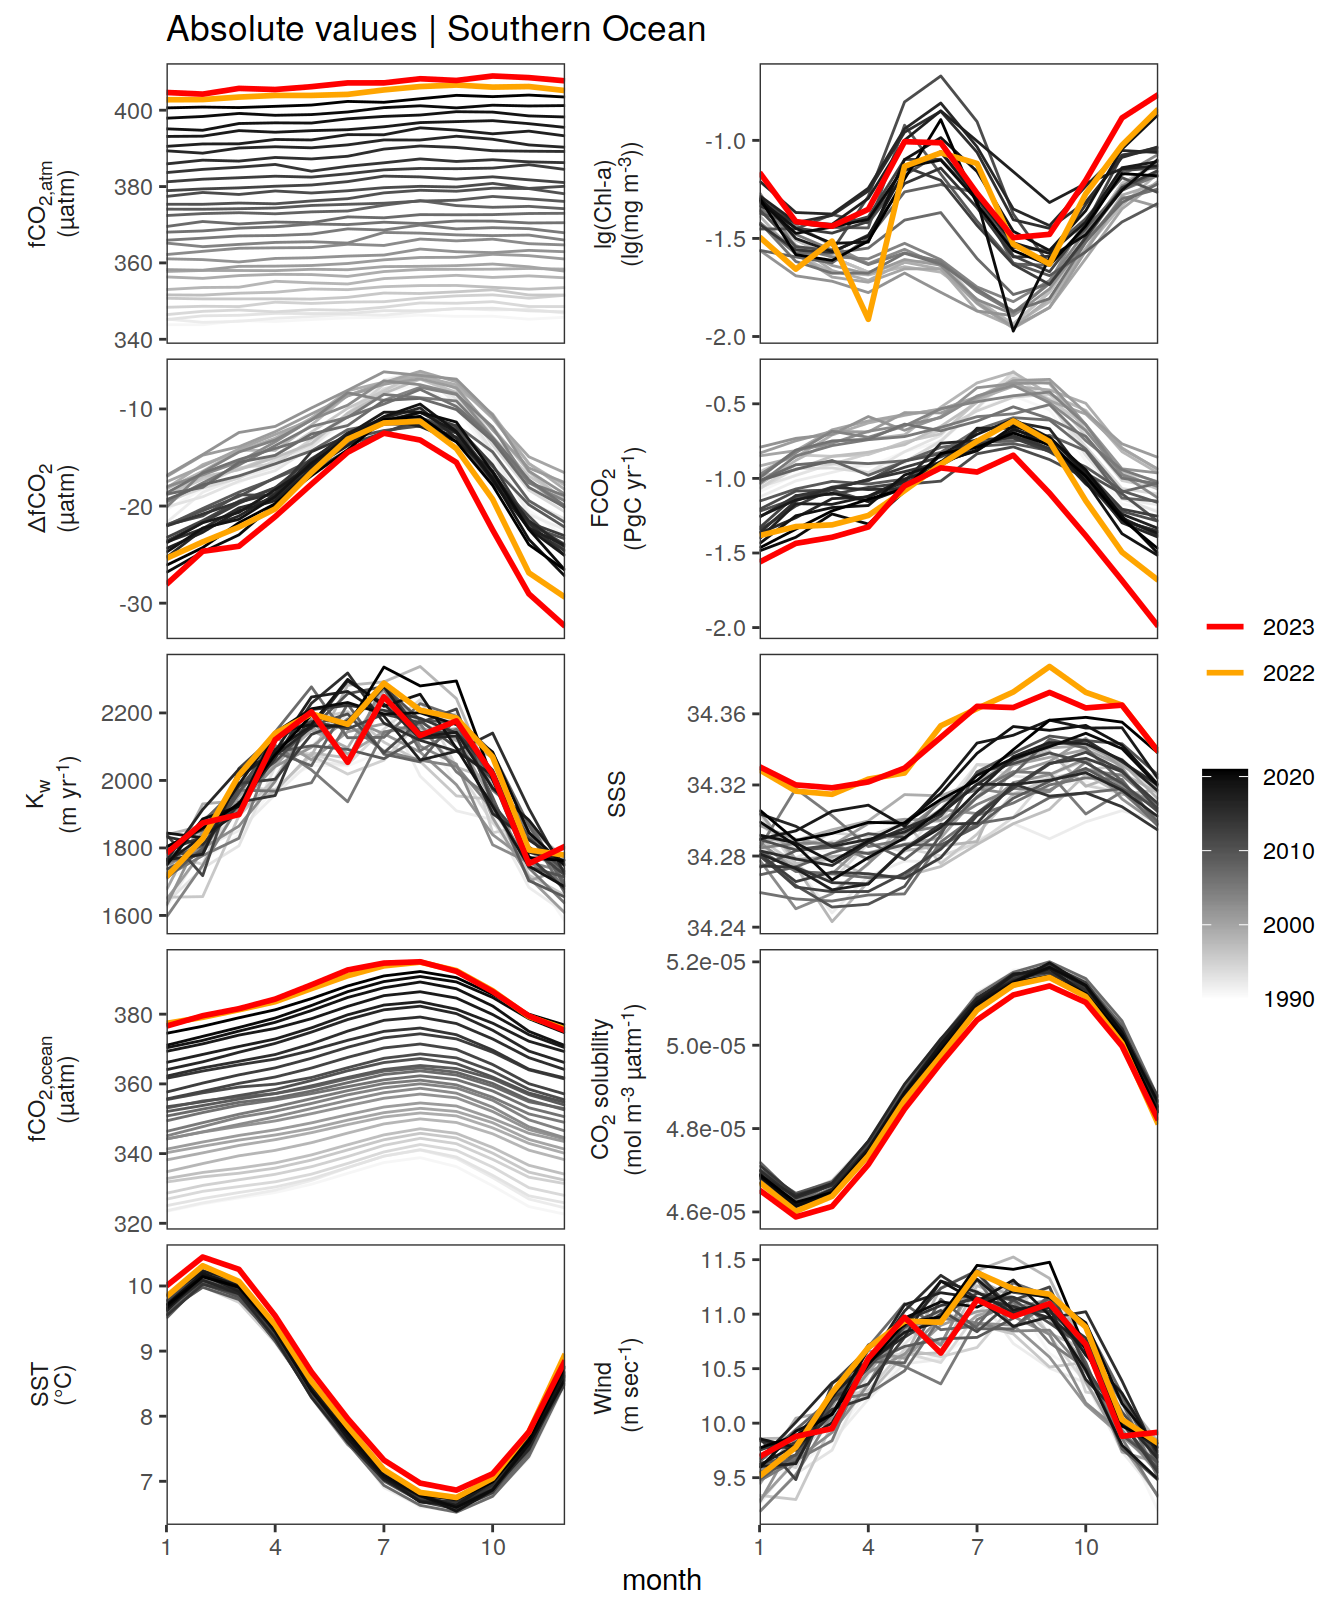 Absolute values | Southern Ocean
fCO2,atm
(µatm)
400
380
360
340
lg(Chl-a)
(lg(mg m-3))
-1.0
-1.5
-2.0
ΔfCO2
(µatm)
-10
-20
-30
FCO2
(PgC yr-1)
-0.5
-1.0
-1.5
-2.0
Kw
(m yr-1)
2200
2000
1800
1600
SSS
34.36
34.32
34.28
34.24
fCO2,ocean
(µatm)
380
360
340
320
CO2 solubility
(mol m-3 µatm-1)
5.2e-05
5.0e-05
4.8e-05
4.6e-05
SST
(°C)
10
9
8
7
Wind
(m sec-1)
11.5
11.0
10.5
10.0
9.5
1 4 7 10
1 4 7 10
month
2023
2022
2020
2010
2000
1990